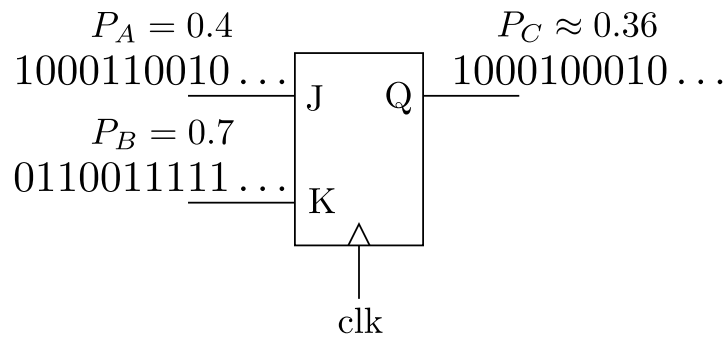 P_A = 0.4
1000110010...
P_B = 0.7
0110011111...
J
K
Q
clk
P_C ≈ 0.36
1000100010...